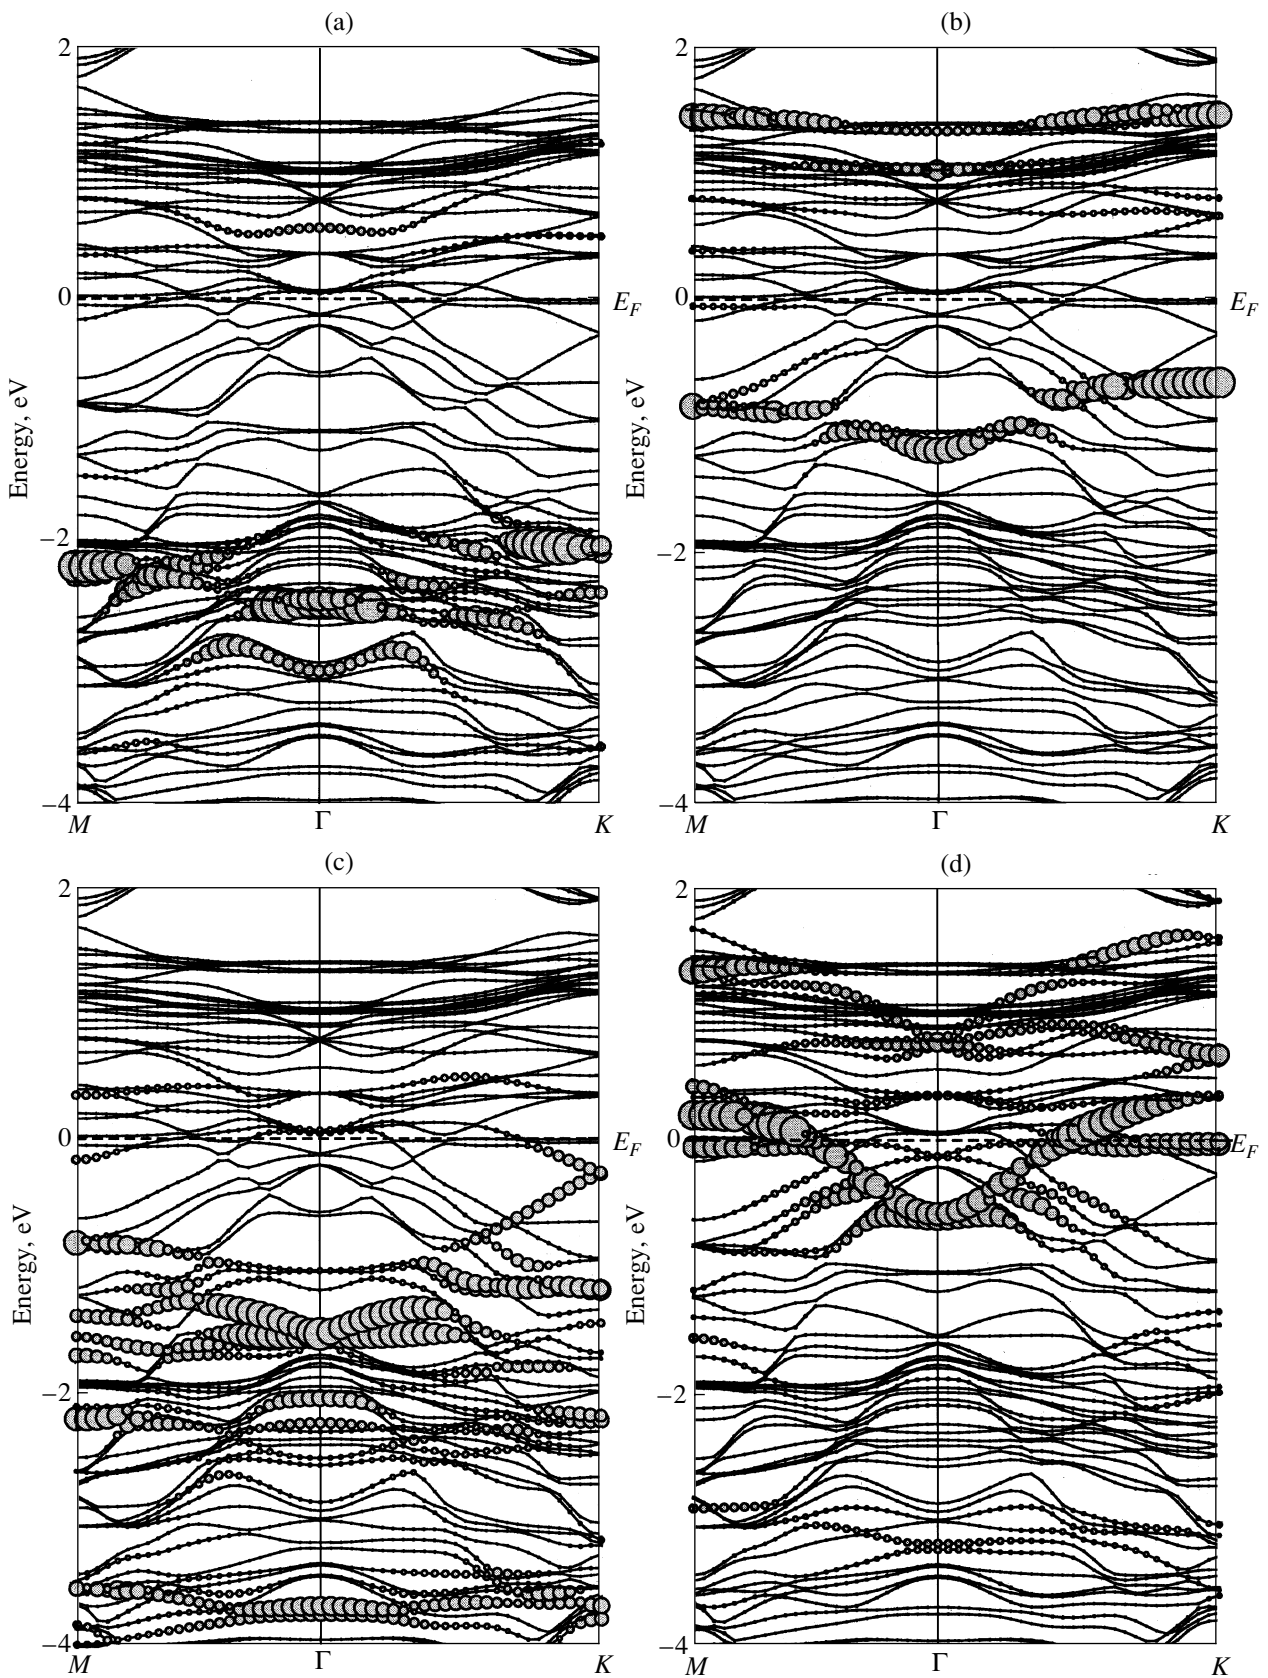 (a) (b)
2 2
0 0
E_F E_F
Energy, eV Energy, eV
−2 −2
−4 −4
M Γ K M Γ K
(c) (d)
2 2
0 0
E_F E_F
Energy, eV Energy, eV
−2 −2
−4 −4
M Γ K M Γ K